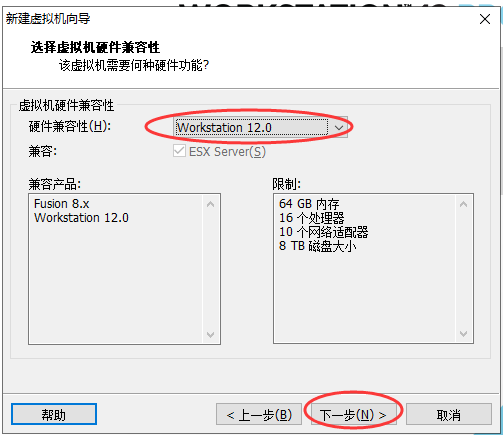 新建虚拟机向导
选择虚拟机硬件兼容性
该虚拟机需要何种硬件功能?
虚拟机硬件兼容性
硬件兼容性(H):
Workstation 12.0
兼容:
ESX Server(S)
兼容产品:
Fusion 8.x
Workstation 12.0
限制:
64 GB 内存
16 个处理器
10 个网络适配器
8 TB 磁盘大小
帮助
< 上一步(B)
下一步(N) >
取消